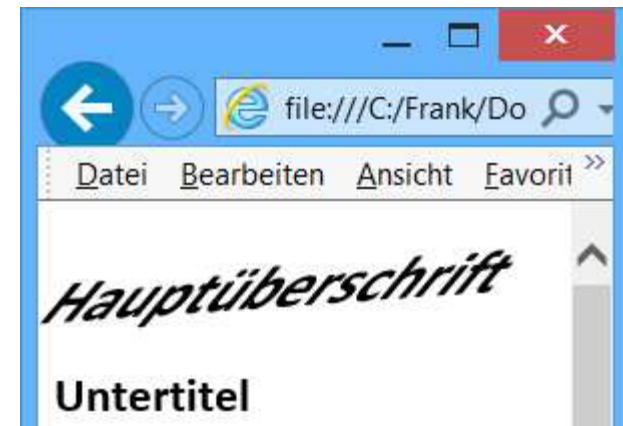 file:///C:/Frank/Do
Datei Bearbeiten Ansicht Favorit
Hauptüberschrift
Untertitel